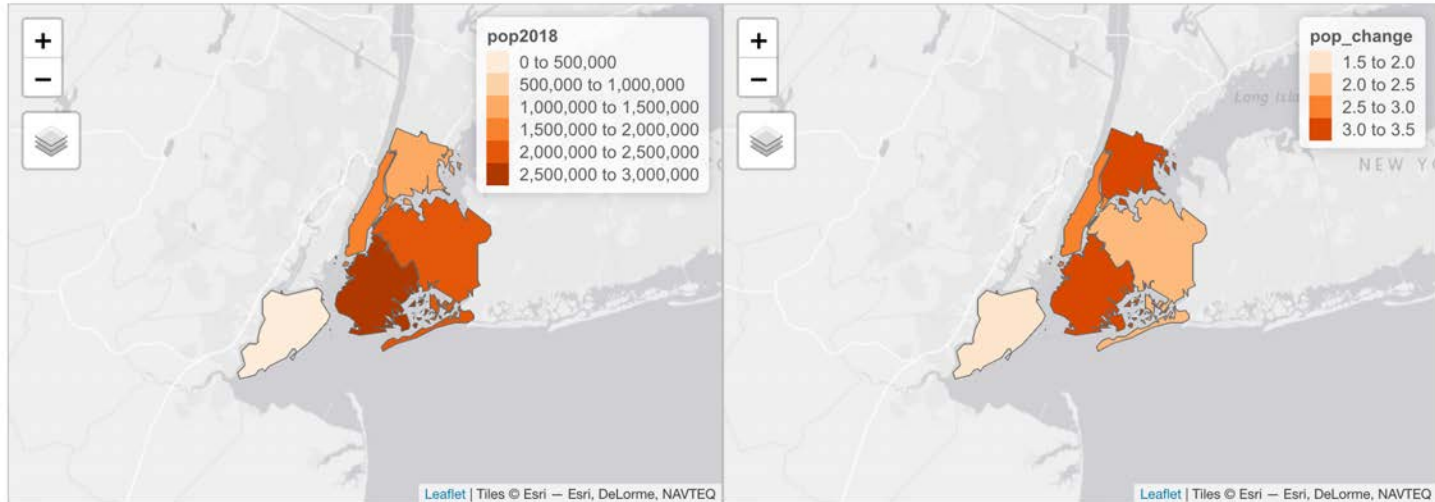 +
−
pop2018
0 to 500,000
500,000 to 1,000,000
1,000,000 to 1,500,000
1,500,000 to 2,000,000
2,000,000 to 2,500,000
2,500,000 to 3,000,000
Leaflet | Tiles © Esri — Esri, DeLorme, NAVTEQ
+
−
pop_change
1.5 to 2.0
2.0 to 2.5
2.5 to 3.0
3.0 to 3.5
Long Isla
NEW YO
Leaflet | Tiles © Esri — Esri, DeLorme, NAVTEQ